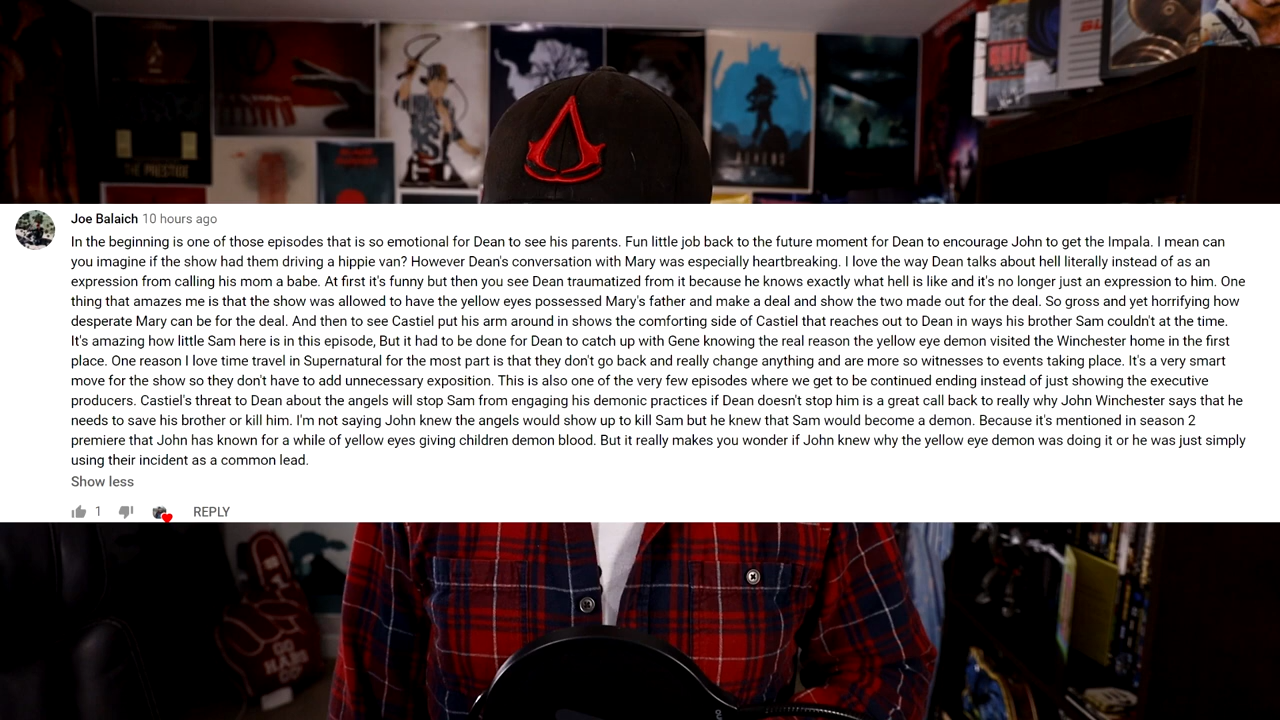 THE PRESTIGE
ALIENS
Joe Balaich 10 hours ago
In the beginning is one of those episodes that is so emotional for Dean to see his parents. Fun little job back to the future moment for Dean to encourage John to get the Impala. I mean can
you imagine if the show had them driving a hippie van? However Dean's conversation with Mary was especially heartbreaking. I love the way Dean talks about hell literally instead of as an
expression from calling his mom a babe. At first it's funny but then you see Dean traumatized from it because he knows exactly what hell is like and it's no longer just an expression to him. One
thing that amazes me is that the show was allowed to have the yellow eyes possessed Mary's father and make a deal and show the two made out for the deal. So gross and yet horrifying how
desperate Mary can be for the deal. And then to see Castiel put his arm around in shows the comforting side of Castiel that reaches out to Dean in ways his brother Sam couldn't at the time.
It's amazing how little Sam here is in this episode, But it had to be done for Dean to catch up with Gene knowing the real reason the yellow eye demon visited the Winchester home in the first
place. One reason I love time travel in Supernatural for the most part is that they don't go back and really change anything and are more so witnesses to events taking place. It's a very smart
move for the show so they don't have to add unnecessary exposition. This is also one of the very few episodes where we get to be continued ending instead of just showing the executive
producers. Castiel's threat to Dean about the angels will stop Sam from engaging his demonic practices if Dean doesn't stop him is a great call back to really why John Winchester says that he
needs to save his brother or kill him. I'm not saying John knew the angels would show up to kill Sam but he knew that Sam would become a demon. Because it's mentioned in season 2
premiere that John has known for a while of yellow eyes giving children demon blood. But it really makes you wonder if John knew why the yellow eye demon was doing it or he was just simply
using their incident as a common lead.
Show less
1 REPLY
GO
HABS
GO